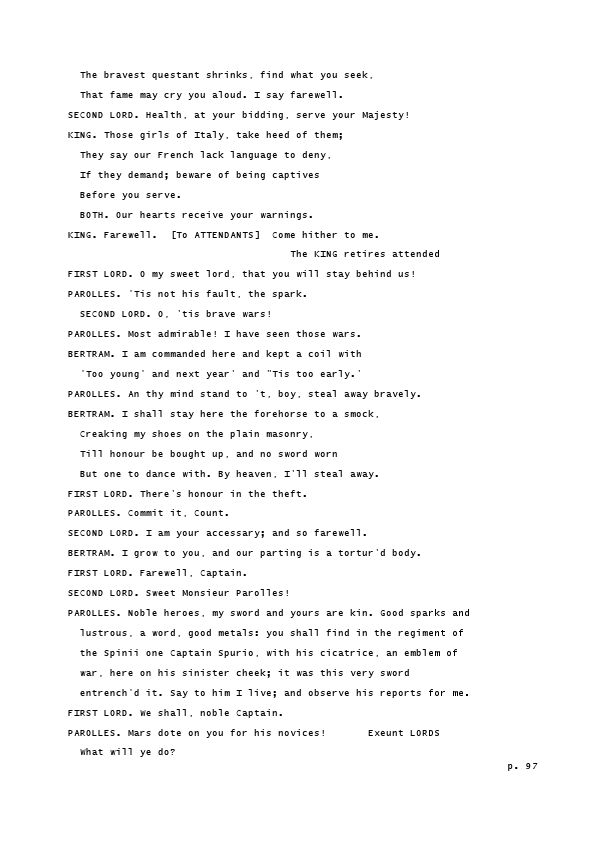 The bravest questant shrinks, find what you seek,
That fame may cry you aloud. I say farewell.
SECOND LORD. Health, at your bidding, serve your Majesty!
KING. Those girls of Italy, take heed of them;
They say our French lack language to deny,
If they demand; beware of being captives
Before you serve.
BOTH. Our hearts receive your warnings.
KING. Farewell. [To ATTENDANTS] Come hither to me.
The KING retires attended
FIRST LORD. O my sweet lord, that you will stay behind us!
PAROLLES. 'Tis not his fault, the spark.
SECOND LORD. O, 'tis brave wars!
PAROLLES. Most admirable! I have seen those wars.
BERTRAM. I am commanded here and kept a coil with
'Too young' and next year' and "Tis too early.'
PAROLLES. An thy mind stand to 't, boy, steal away bravely.
BERTRAM. I shall stay here the forehorse to a smock,
Creaking my shoes on the plain masonry,
Till honour be bought up, and no sword worn
But one to dance with. By heaven, I'll steal away.
FIRST LORD. There's honour in the theft.
PAROLLES. Commit it, Count.
SECOND LORD. I am your accessary; and so farewell.
BERTRAM. I grow to you, and our parting is a tortur'd body.
FIRST LORD. Farewell, Captain.
SECOND LORD. Sweet Monsieur Parolles!
PAROLLES. Noble heroes, my sword and yours are kin. Good sparks and
lustrous, a word, good metals: you shall find in the regiment of
the Spinii one Captain Spurio, with his cicatrice, an emblem of
war, here on his sinister cheek; it was this very sword
entrench'd it. Say to him I live; and observe his reports for me.
FIRST LORD. We shall, noble Captain.
PAROLLES. Mars dote on you for his novices! Exeunt LORDS
What will ye do?
p. 97